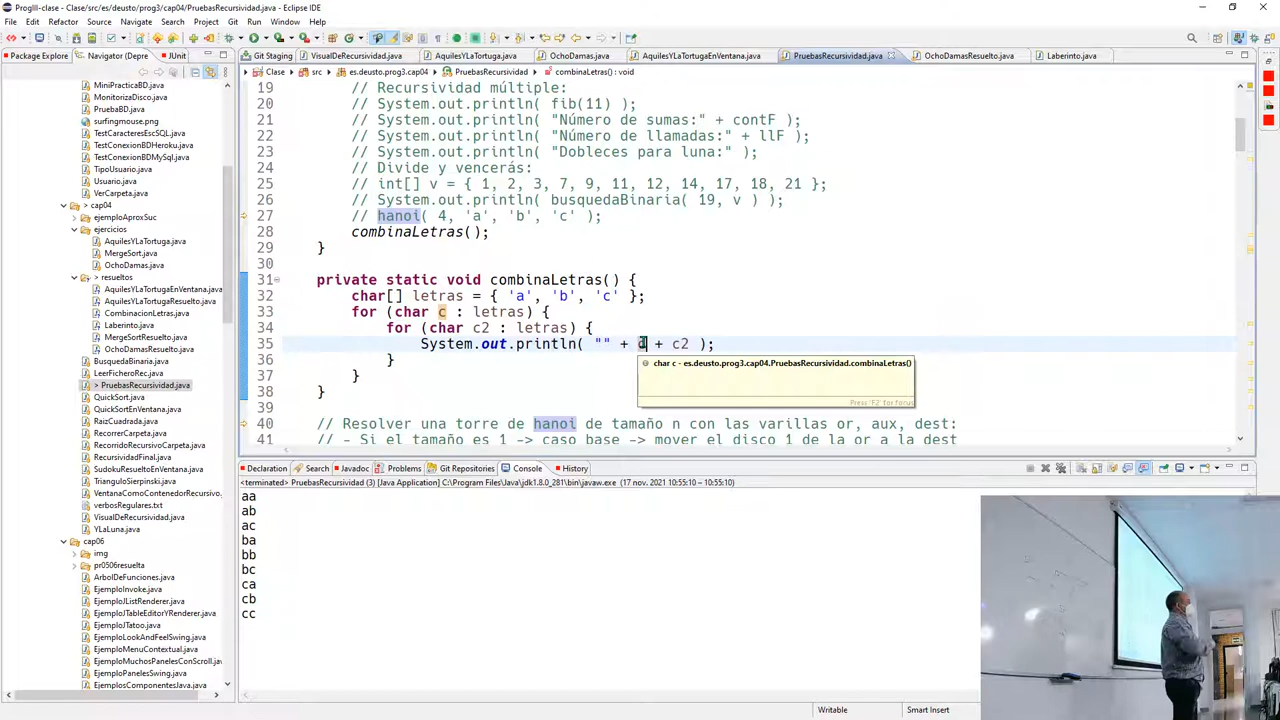 ProgIII-clase - Clase/src/es/deusto/prog3/cap04/PruebasRecursividad.java - Eclipse IDE
File Edit Source Refactor Navigate Search Project Git Run Window Help
Package Explore Navigator (Depre JUnit
Git Staging VisualDeRecursividad.java AquilesYLaTortuga.java OchoDamas.java AquilesYLaTortugaEnVentana.java PruebasRecursividad.java OchoDamasResuelto.java Laberinto.java
Clase src es.deusto.prog3.cap04 PruebasRecursividad combinaLetras() : void
MiniPracticaBD.java
MonitorizaDisco.java
PruebaBD.java
surfingmouse.png
TestCaracteresEscSQL.java
TestConexionBDHeroku.java
TestConexionBDMySql.java
TipoUsuario.java
Usuario.java
VerCarpeta.java
> cap04
ejemploAproxSuc
ejercicios
AquilesYLaTortuga.java
MergeSort.java
OchoDamas.java
> resueltos
AquilesYLaTortugaEnVentana.java
AquilesYLaTortugaResuelto.java
CombinacionLetras.java
Laberinto.java
MergeSortResuelto.java
OchoDamasResuelto.java
BusquedaBinaria.java
LeerFicheroRec.java
> PruebasRecursividad.java
QuickSort.java
QuickSortEnVentana.java
RaizCuadrada.java
RecorrerCarpeta.java
RecorridoRecursivoCarpeta.java
RecursividadFinal.java
SudokuResueltoEnVentana.java
TrianguloSierpinski.java
VentanaComoContenedorRecursivo.
verbosRegulares.txt
VisualDeRecursividad.java
YLaLuna.java
cap06
img
pr0506resuelta
ArbolDeFunciones.java
EjemploInvoke.java
EjemploJListRenderer.java
EjemploJTableEditorYRenderer.java
EjemploJTatoo.java
EjemploLookAndFeelSwing.java
EjemploMenuContextual.java
EjemploMuchosPanelesConScroll.java
EjemploPanelesSwing.java
EjemplosComponentesJava.java
19 // Recursividad múltiple:
20 // System.out.println( fib(11) );
21 // System.out.println( "Número de sumas:" + contF );
22 // System.out.println( "Número de llamadas:" + llF );
23 // System.out.println( "Dobleces para luna:" );
24 // Divide y vencerás:
25 // int[] v = { 1, 2, 3, 7, 9, 11, 12, 14, 17, 18, 21 };
26 // System.out.println( busquedaBinaria( 19, v ) );
27 // hanoi( 4, 'a', 'b', 'c' );
28 combinaLetras();
29 }
30
31 private static void combinaLetras() {
32 char[] letras = { 'a', 'b', 'c' };
33 for (char c : letras) {
34 for (char c2 : letras) {
35 System.out.println( "" + c + c2 );
36 }
37 }
38 }
39
40 // Resolver una torre de hanoi de tamaño n con las varillas or, aux, dest:
41 // - Si el tamaño es 1 -> caso base -> mover el disco 1 de la or a la dest
char c - es.deusto.prog3.cap04.PruebasRecursividad.combinaLetras()
Press 'F2' for focus
Declaration Search Javadoc Problems Git Repositories Console History
<terminated> PruebasRecursividad (3) [Java Application] C:\Program Files\Java\jdk1.8.0_281\bin\javaw.exe (17 nov. 2021 10:55:10 – 10:55:10)
aa
ab
ac
ba
bb
bc
ca
cb
cc
Writable Smart Insert